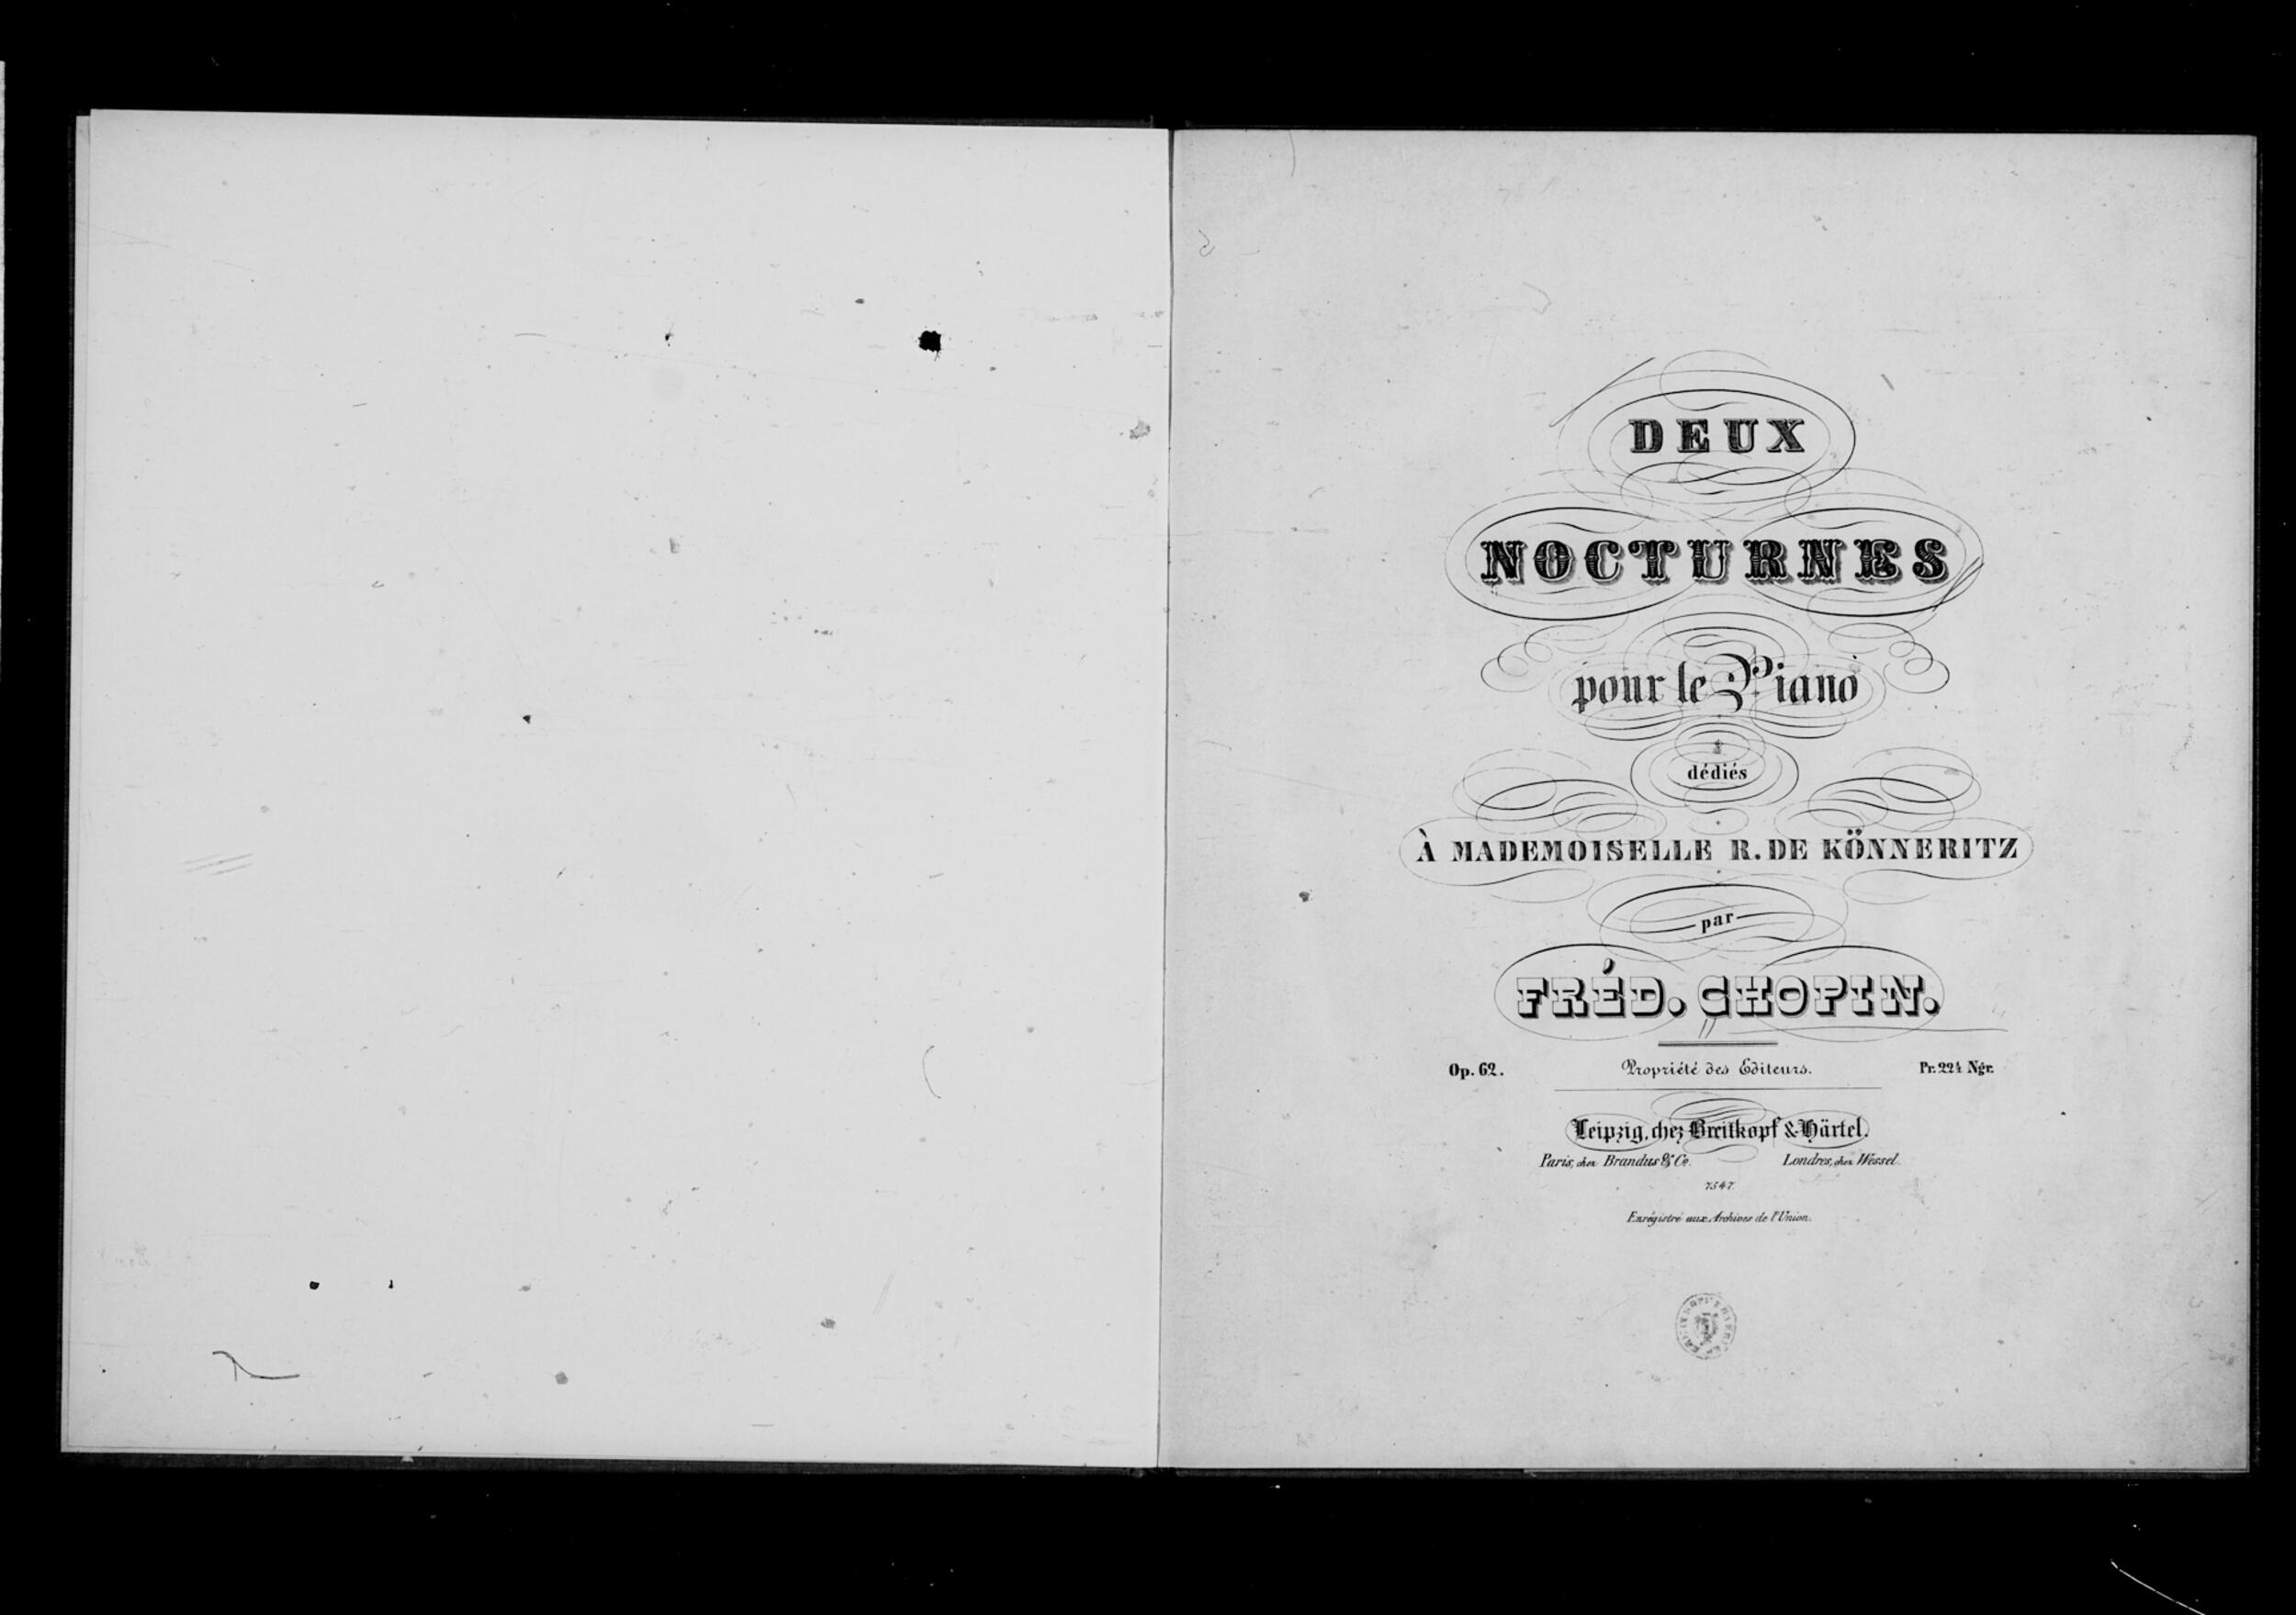 DEUX
NOCTURNES
pour le Piano
dédiés
À MADEMOISELLE R. DE KÖNNERITZ
par
FRÉD. CHOPIN.
Op. 62. Propriété des Editeurs. Pr. 22½ Ngr.
Leipzig, chez Breitkopf & Härtel.
Paris, chez Brandus & Co. Londres, chez Wessel.
7547.
Enrégistré aux Archives de l'Union.